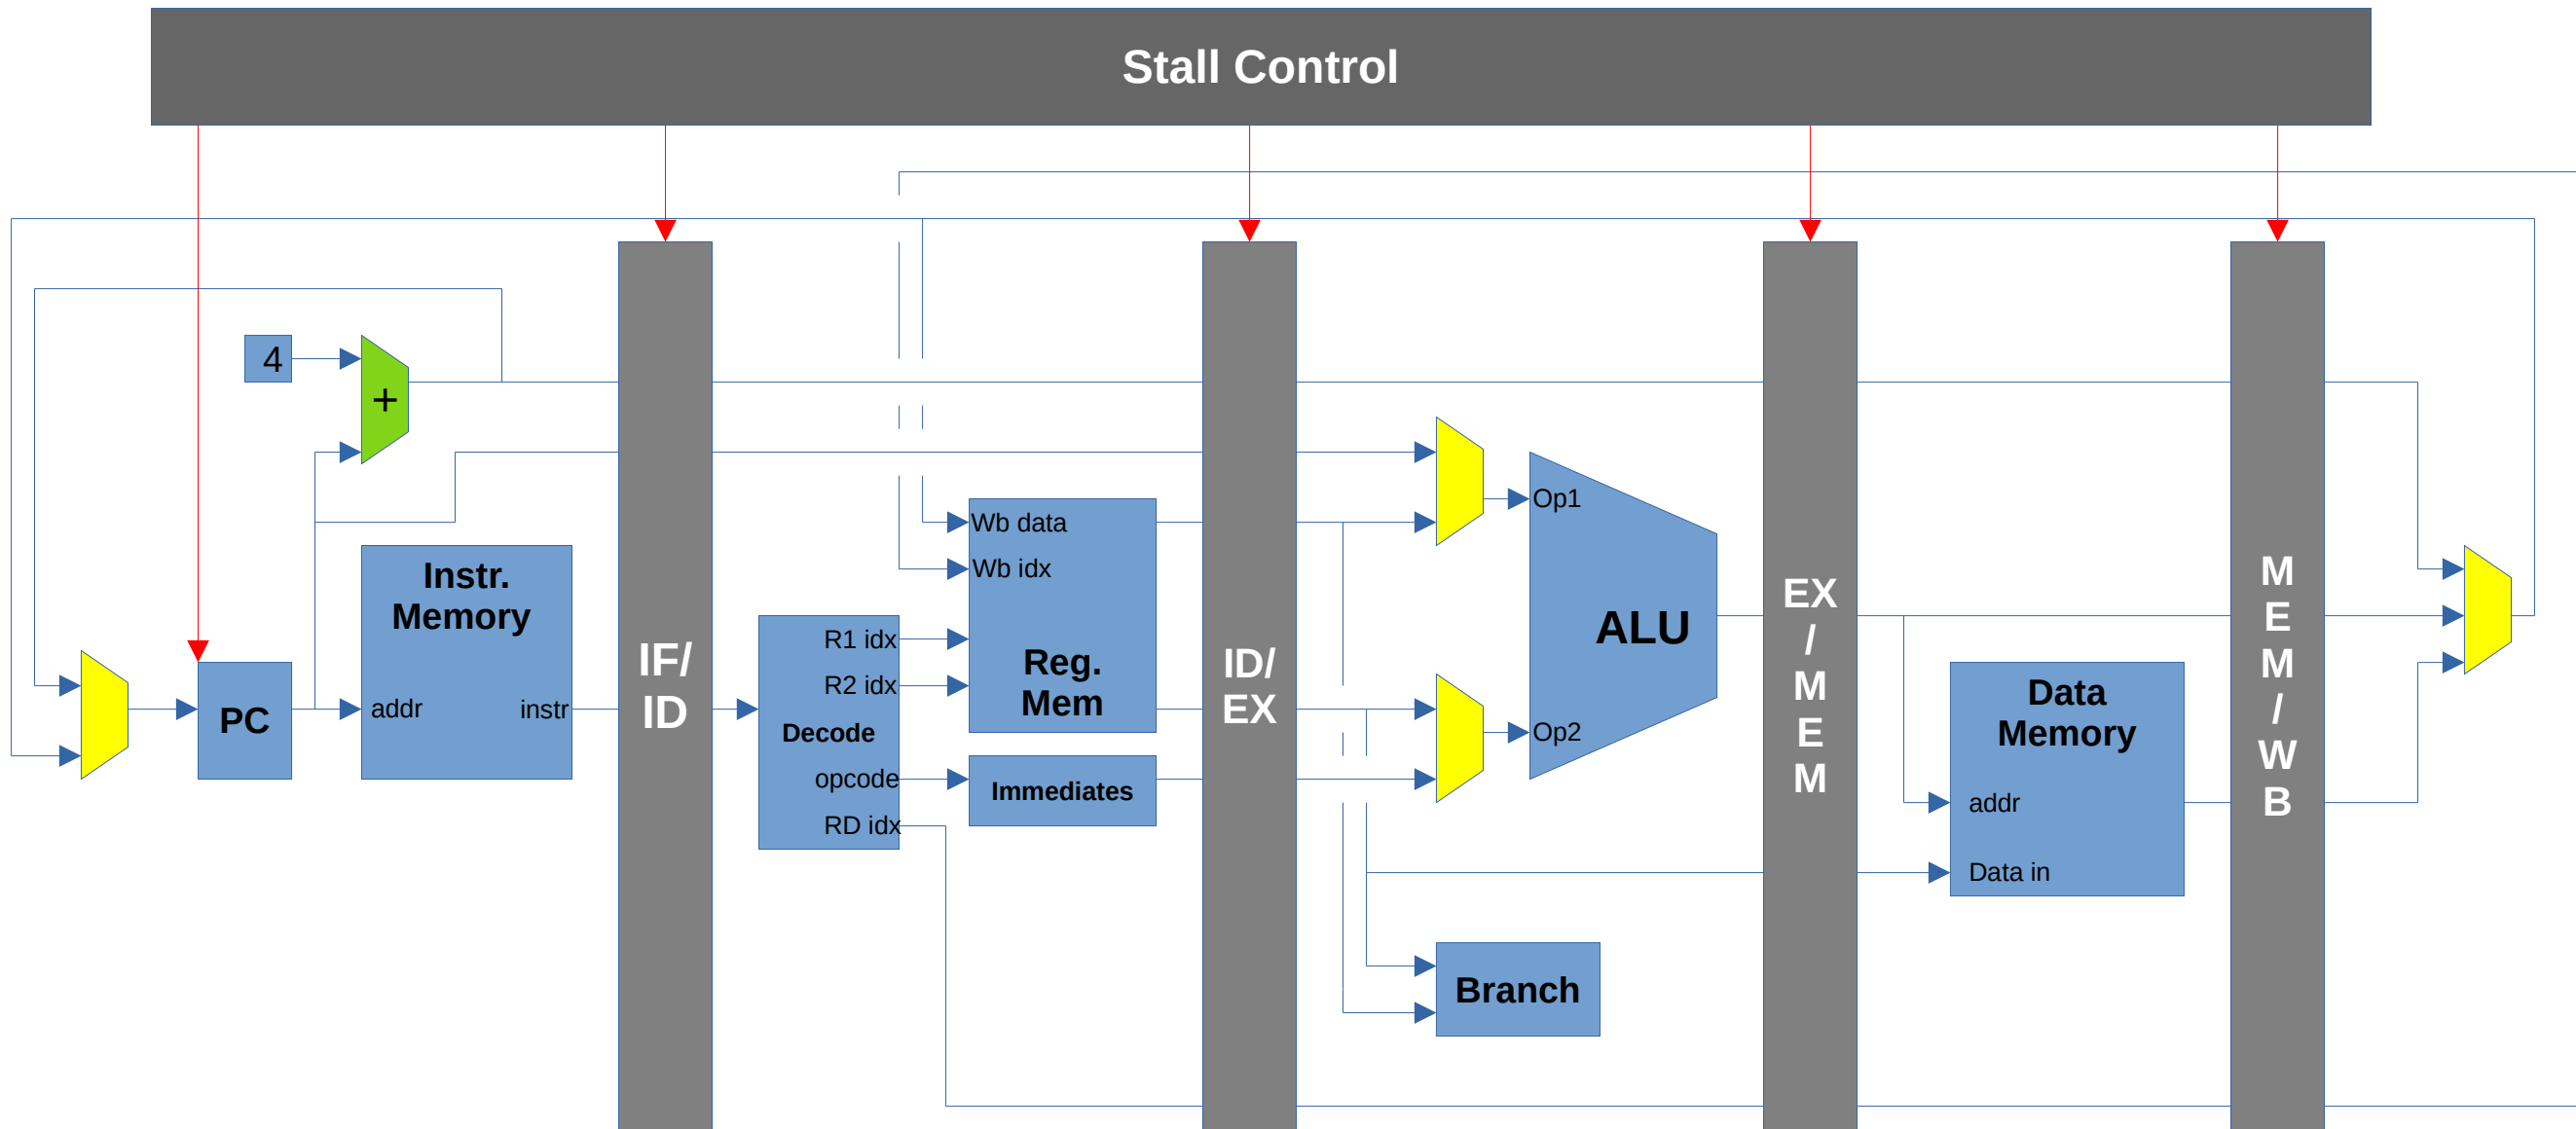 Stall Control
4
+
Instr.
Memory
addr
instr
PC
IF/
ID
R1 idx
R2 idx
Decode
opcode
RD idx
Wb data
Wb idx
Reg.
Mem
Immediates
ID/
EX
Op1
ALU
Op2
Branch
EX
/
M
E
M
Data
Memory
addr
Data in
M
E
M
/
W
B